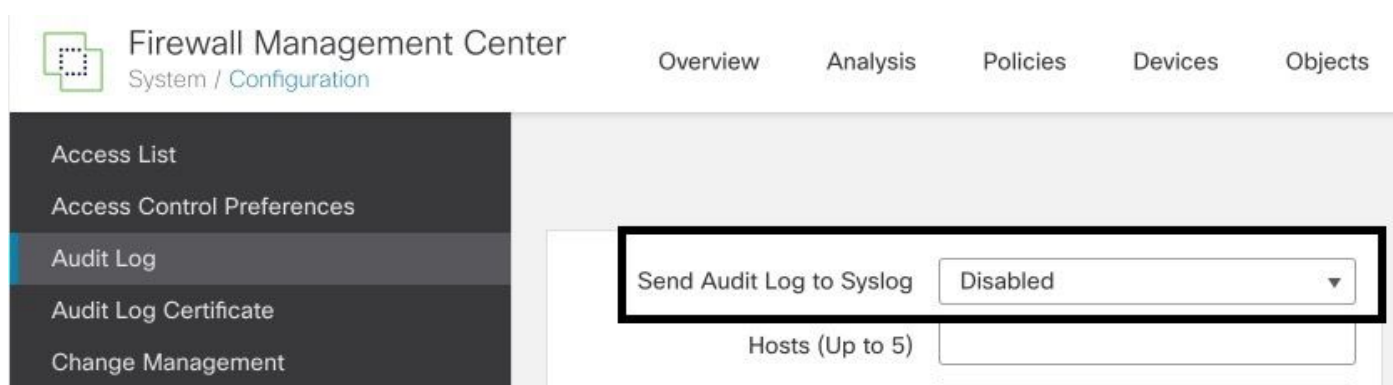 Firewall Management Center
System / Configuration
Overview Analysis Policies Devices Objects
Access List
Access Control Preferences
Audit Log
Audit Log Certificate
Change Management
Send Audit Log to Syslog Disabled
Hosts (Up to 5)